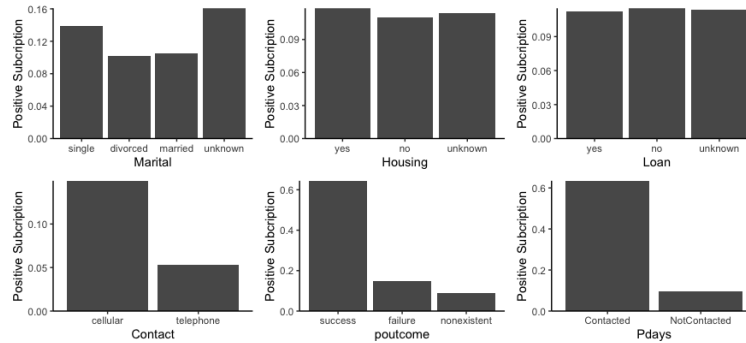 Positive Subcription
0.16
0.12
0.08
0.04
0.00
single divorced married unknown
Marital
Positive Subcription
0.09
0.06
0.03
0.00
yes no unknown
Housing
Positive Subcription
0.09
0.06
0.03
0.00
yes no unknown
Loan
Positive Subcription
0.10
0.05
0.00
cellular telephone
Contact
Positive Subscription
0.6
0.4
0.2
0.0
success failure nonexistent
poutcome
Positive Subscription
0.6
0.4
0.2
0.0
Contacted NotContacted
Pdays